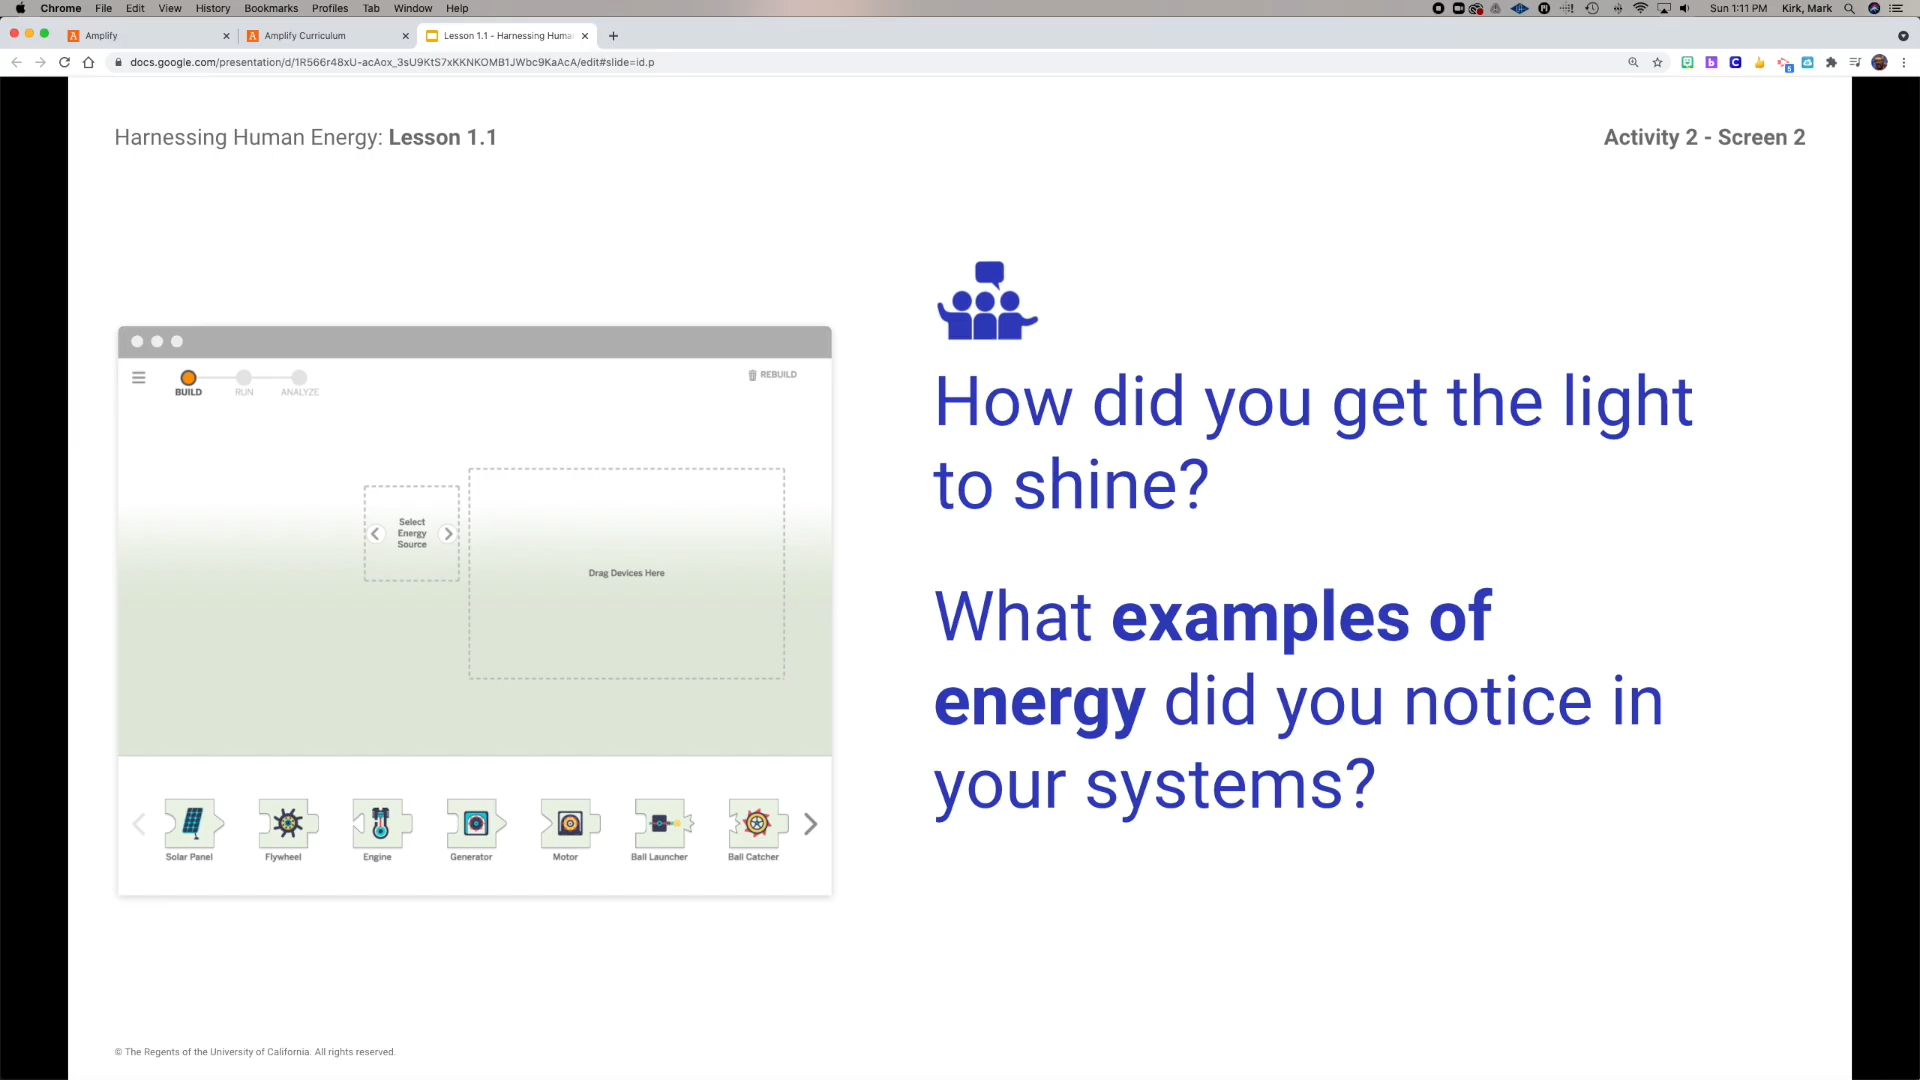 Chrome File Edit View History Bookmarks Profiles Tab Window Help
Sun 1:11 PM Kirk, Mark
Amplify
Amplify Curriculum
Lesson 1.1 - Harnessing Huma
docs.google.com/presentation/d/1R566r48xU-acAox_3sU9KtS7xKKNKOMB1JWbc9KaAcA/edit#slide=id.p
Harnessing Human Energy: Lesson 1.1
Activity 2 - Screen 2
BUILD RUN ANALYZE
REBUILD
Select
Energy
Source
Drag Devices Here
Solar Panel Flywheel Engine Generator Motor Ball Launcher Ball Catcher
How did you get the light
to shine?
What examples of
energy did you notice in
your systems?
© The Regents of the University of California. All rights reserved.